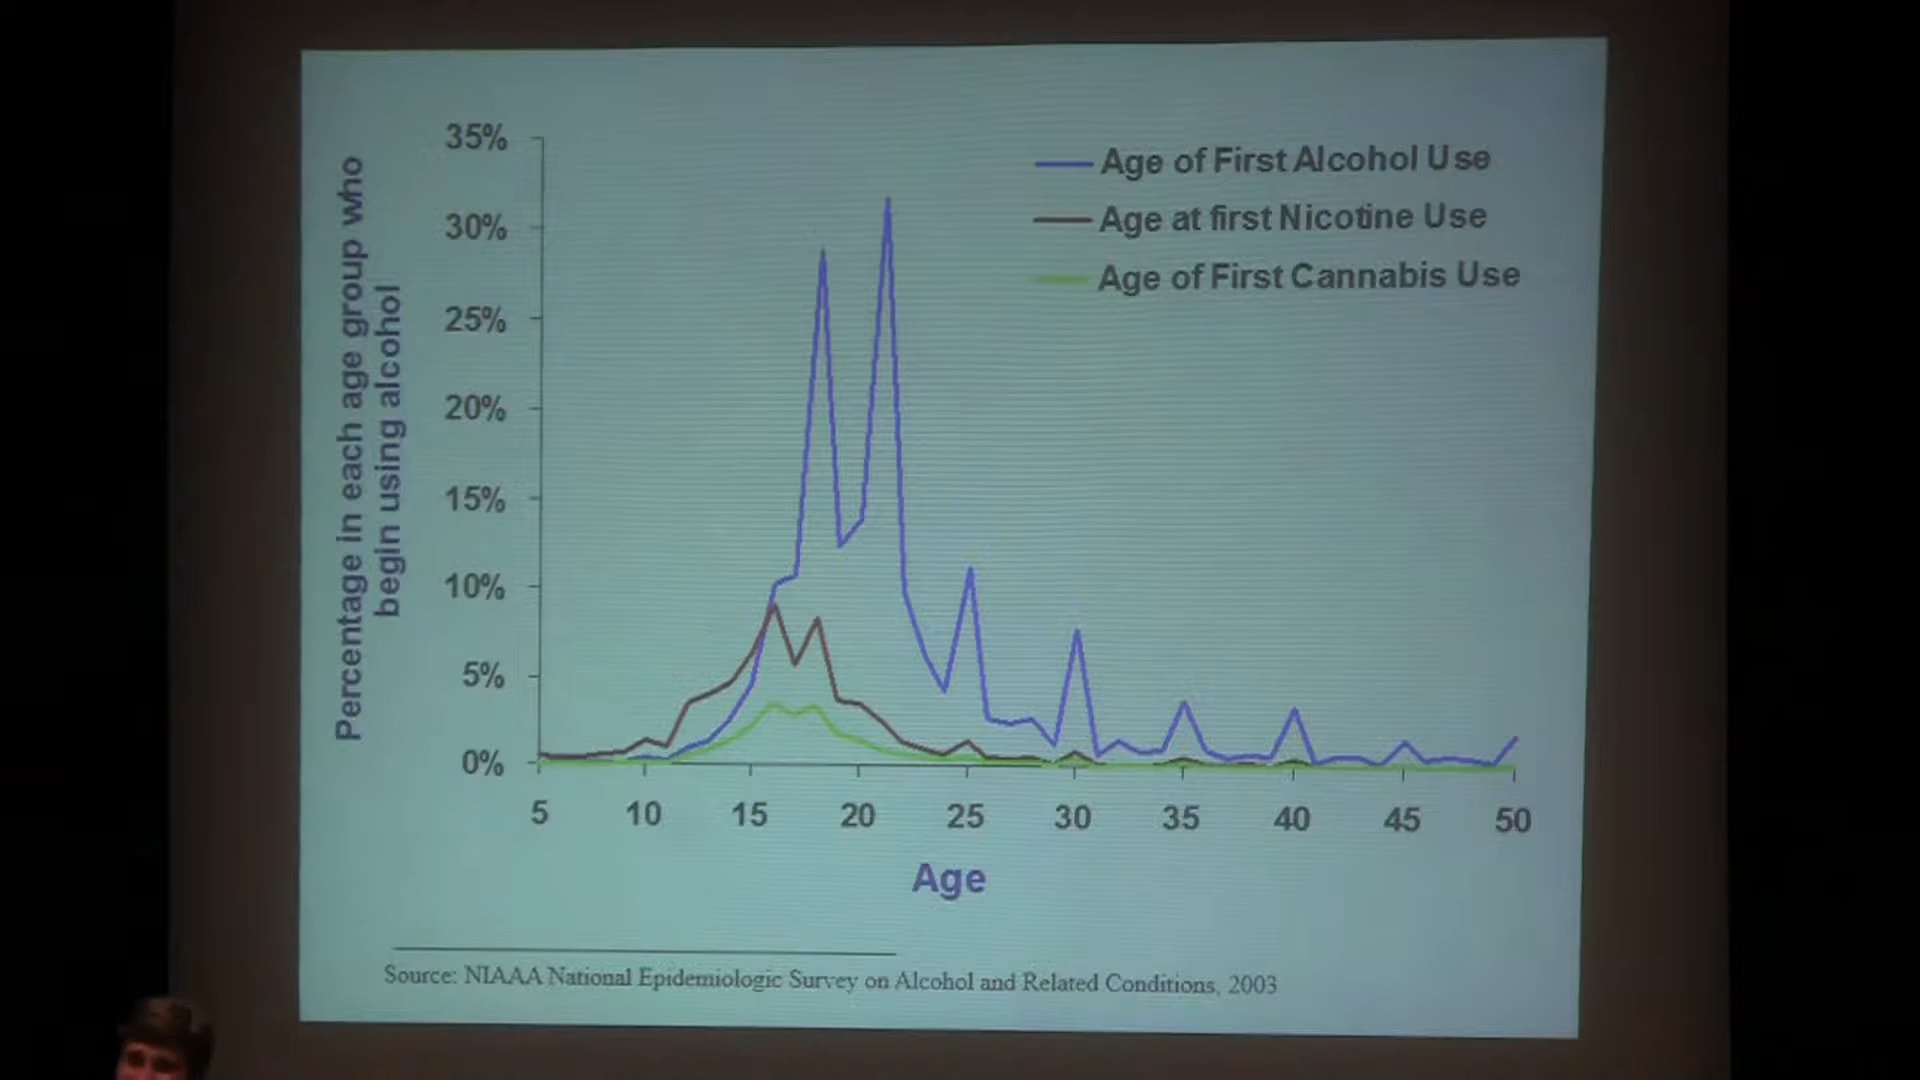 Percentage in each age group who
begin using alcohol
35%
30%
25%
20%
15%
10%
5%
0%
Age of First Alcohol Use
Age at first Nicotine Use
Age of First Cannabis Use
5 10 15 20 25 30 35 40 45 50
Age
Source: NIAAA National Epidemiologic Survey on Alcohol and Related Conditions, 2003